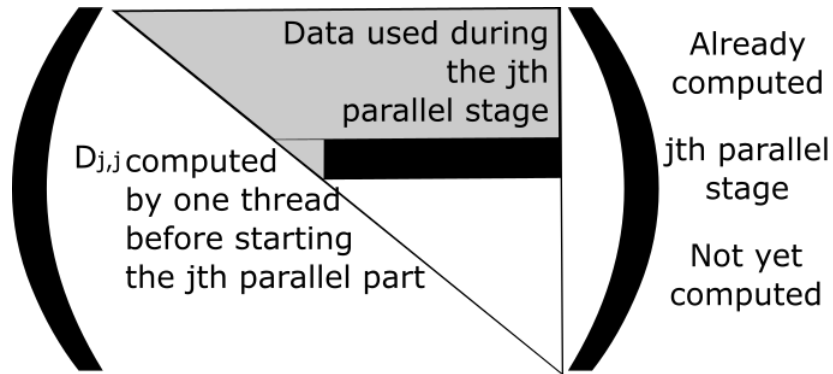 Data used during
the jth
parallel stage
Already
computed
Dj,j computed
by one thread
before starting
the jth parallel part
jth parallel
stage
Not yet
computed